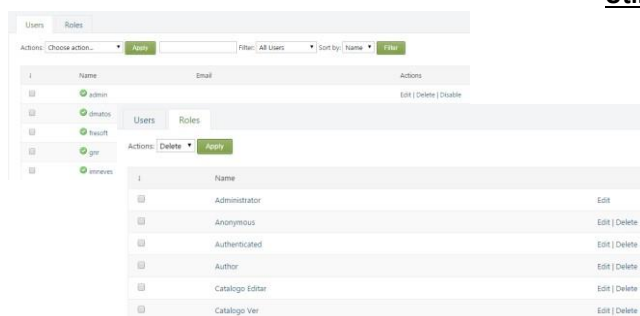 Users Roles
Actions: Choose action... Apply Filter: All Users Sort by: Name Filter
↓ Name Email Actions
admin Edit | Delete | Disable
dmatos
fresoft
gnr
Users Roles
Actions: Delete Apply
↓ Name
Administrator Edit
Anonymous Edit | Delete
Authenticated Edit | Delete
Author Edit | Delete
Catalogo Editar Edit | Delete
Catalogo Ver Edit | Delete